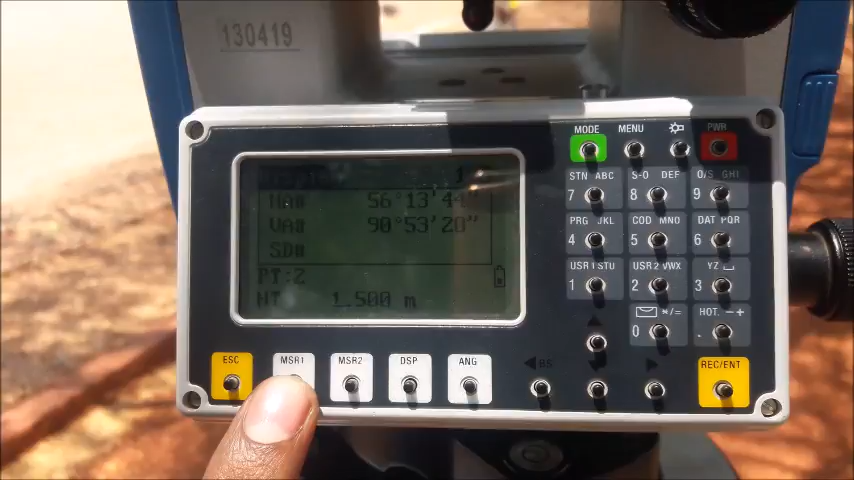 130419
HA# 56°13'44"
VA# 90°53'20"
SD#
PT:2
HT 1.500 m
MODE MENU PWR
STN ABC S-O DEF O/S GHI
7 8 9
PRG JKL COD MNO DAT PQR
4 5 6
USR1 STU USR2 VWX YZ
1 2 3
*/= HOT -+
0 .
ESC MSR1 MSR2 DSP ANG BS REC/ENT